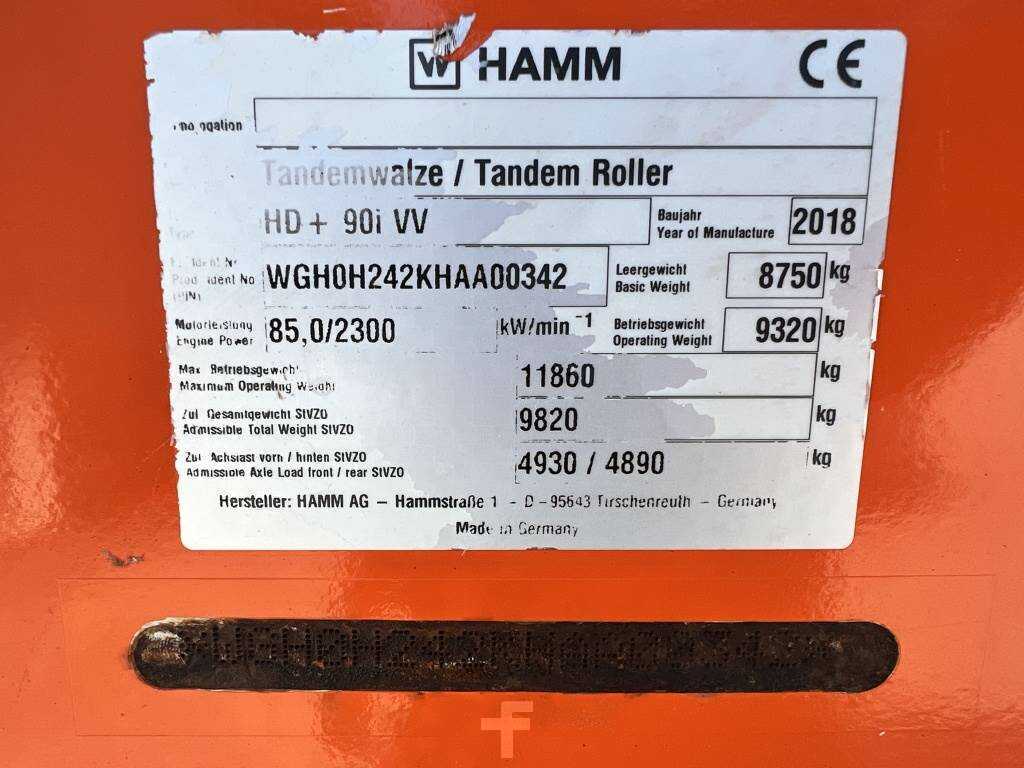 W HAMM CE
Tandemwalze / Tandem Roller
HD+ 90i VV
Baujahr
Year of Manufacture 2018
WGH0H242KHAA00342
Leergewicht
Basic Weight 8750 kg
Motorleistung
Engine Power 85,0/2300 kW/min -1
Betriebsgewicht
Operating Weight 9320 kg
Max Betriebsgewicht
Maximum Operating Weight 11860 kg
Zul Gesamtgewicht StVZO
Admissible Total Weight StVZO 9820 kg
Zul Achslast vorn / hinten StVZO
Admissible Axle Load front / rear StVZO 4930 / 4890 kg
Hersteller: HAMM AG – Hammstraße 1 - D – 95643 Tirschenreuth – Germany
Made in Germany
F